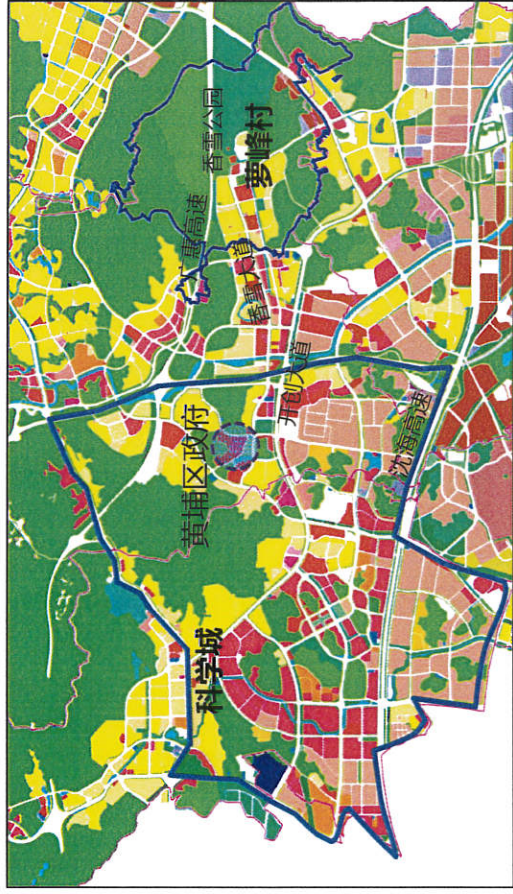 科学城
黄埔区政府
广惠高速
香雪公园
香雪大道
萝峰村
开创大道
沈海高速